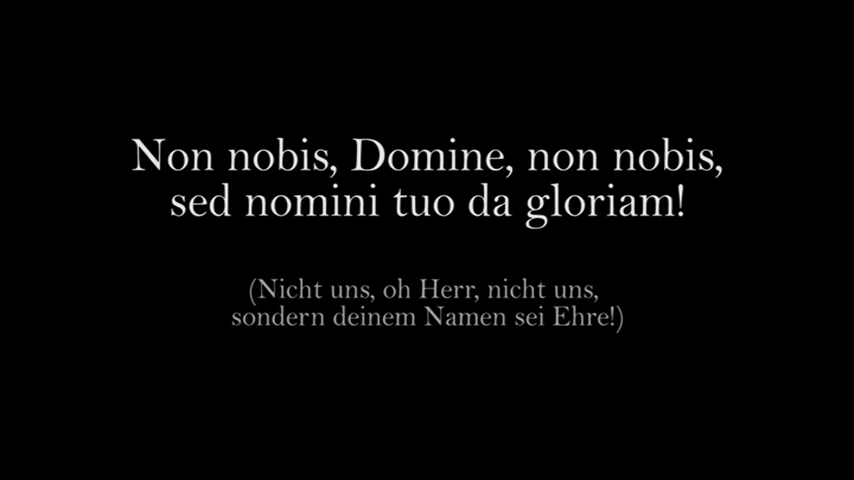 Non nobis, Domine, non nobis,
sed nomini tuo da gloriam!
(Nicht uns, oh Herr, nicht uns,
sondern deinem Namen sei Ehre!)